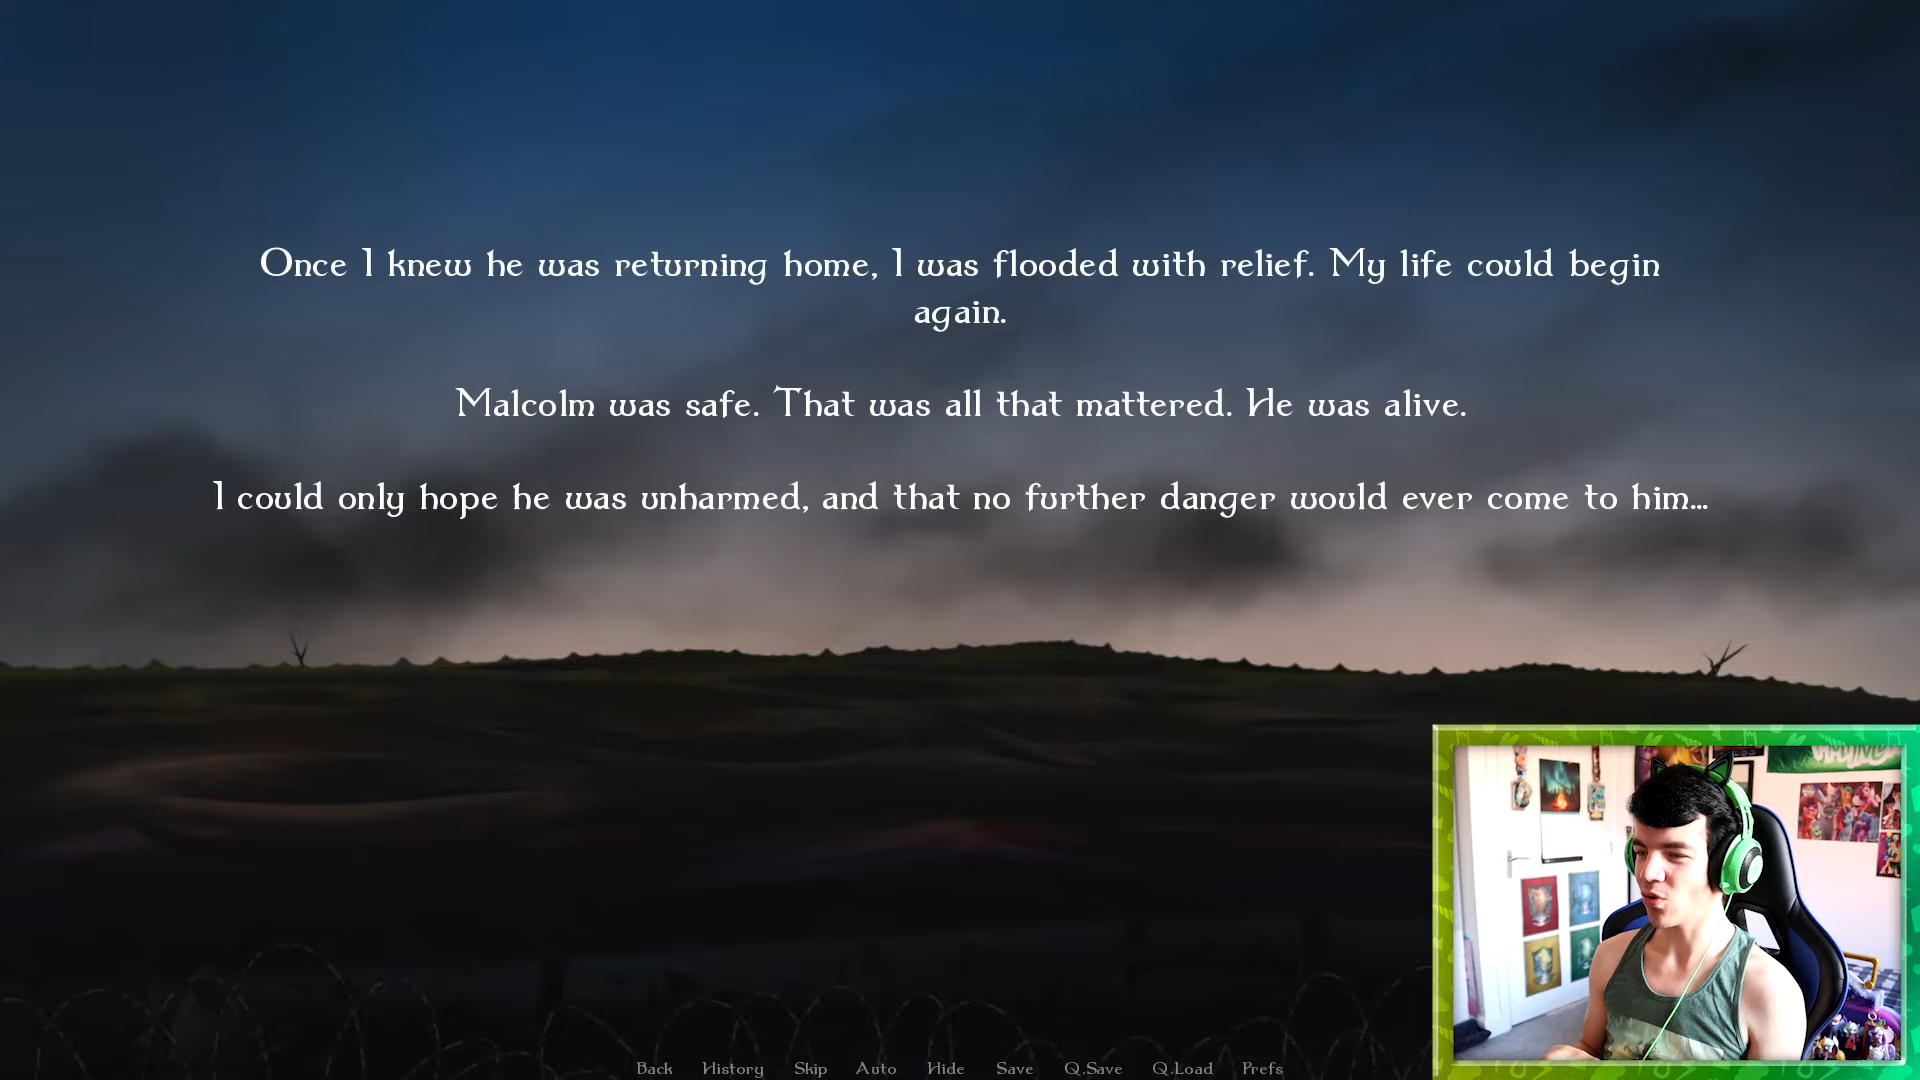 Once I knew he was returning home, I was flooded with relief. My life could begin
again.
Malcolm was safe. That was all that mattered. He was alive.
I could only hope he was unharmed, and that no further danger would ever come to him...
Back History Skip Auto Hide Save Q.Save Q.Load Prefs